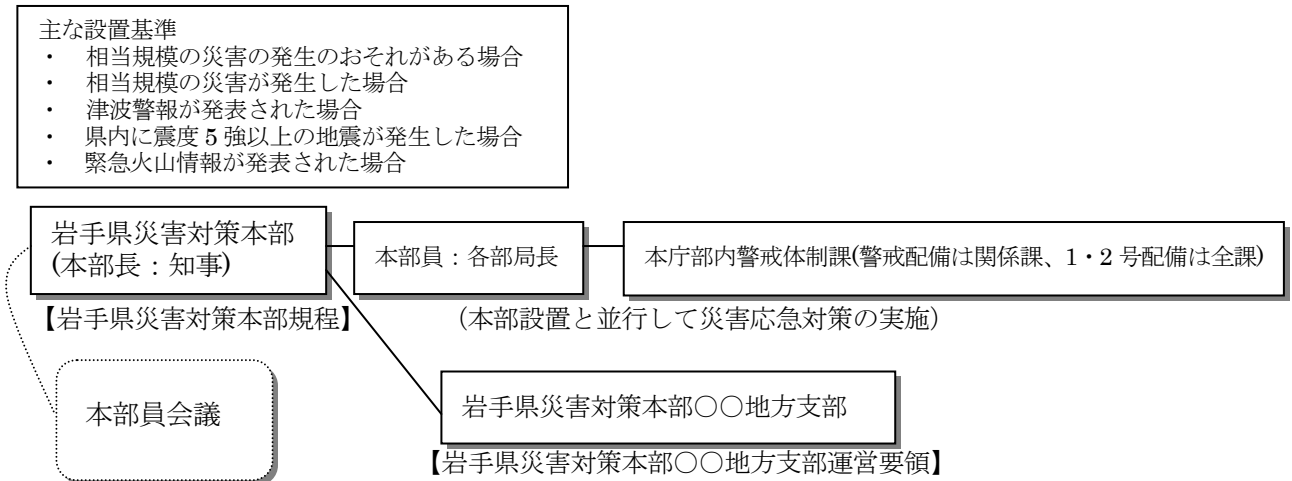 主な設置基準
・ 相当規模の災害の発生のおそれがある場合
・ 相当規模の災害が発生した場合
・ 津波警報が発表された場合
・ 県内に震度5強以上の地震が発生した場合
・ 緊急火山情報が発表された場合
岩手県災害対策本部
(本部長：知事)
本部員：各部局長
本庁部内警戒体制課(警戒配備は関係課、1・2号配備は全課)
【岩手県災害対策本部規程】
（本部設置と並行して災害応急対策の実施）
本部員会議
岩手県災害対策本部○○地方支部
【岩手県災害対策本部○○地方支部運営要領】